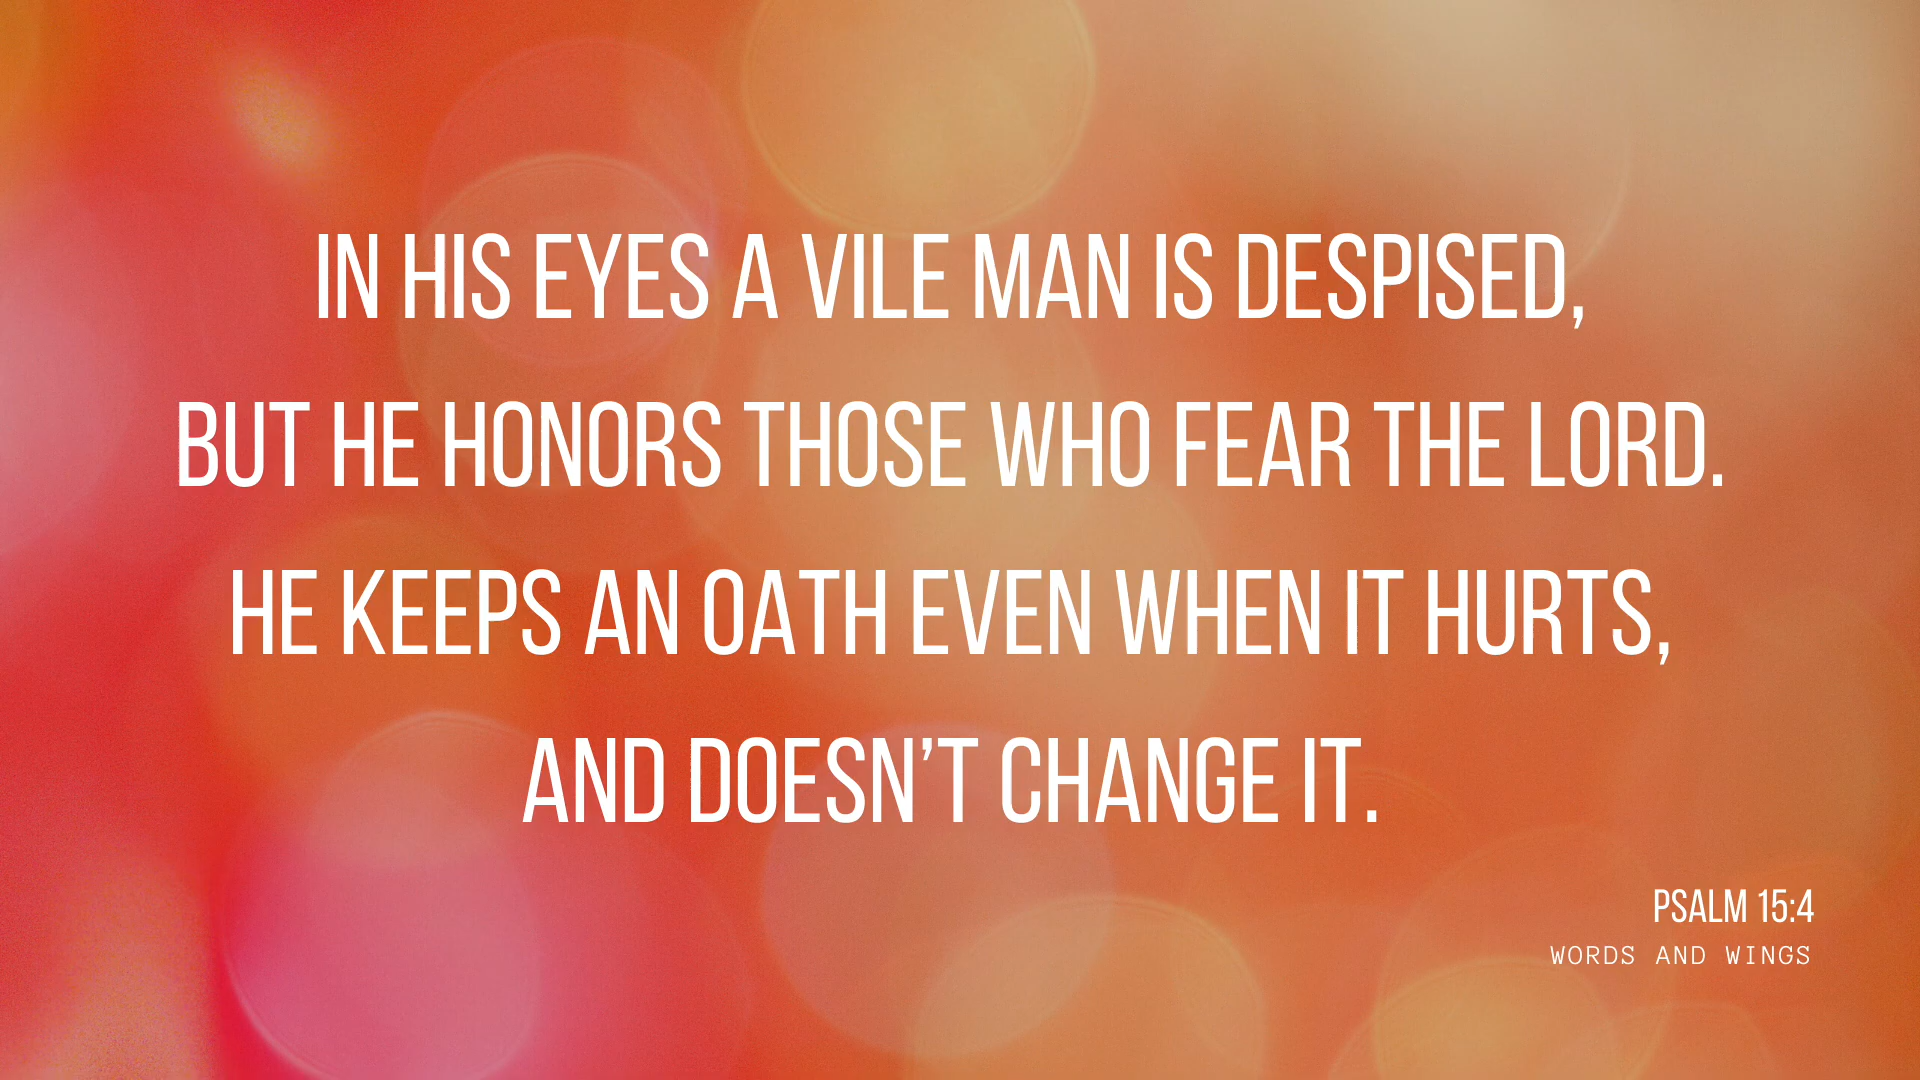 IN HIS EYES A VILE MAN IS DESPISED,
BUT HE HONORS THOSE WHO FEAR THE LORD.
HE KEEPS AN OATH EVEN WHEN IT HURTS,
AND DOESN’T CHANGE IT.
PSALM 15:4
WORDS AND WINGS